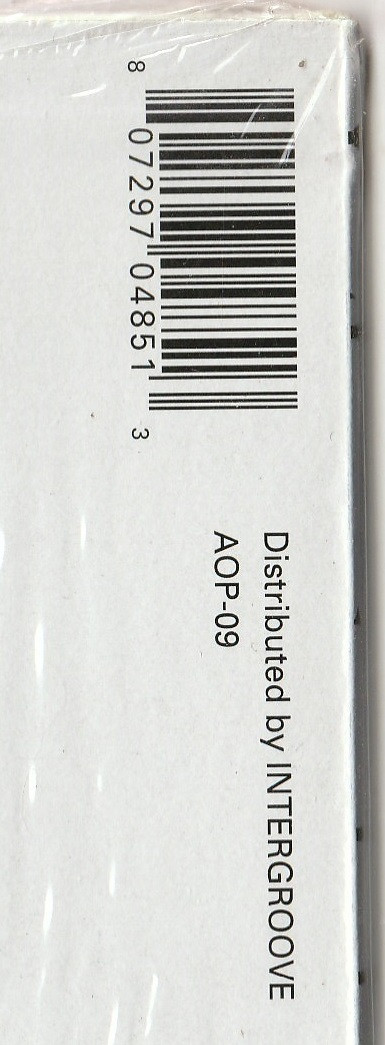 8 07297 04851 3
Distributed by INTERGROOVE
AOP-09